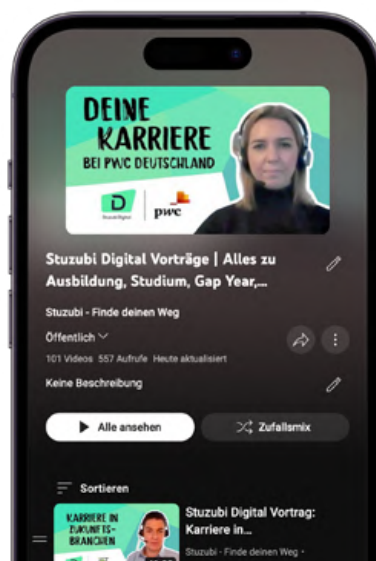 DEINE
KARRIERE
BEI PWC DEUTSCHLAND
Stuzubi Digital
pwc
Stuzubi Digital Vorträge | Alles zu
Ausbildung, Studium, Gap Year,...
Stuzubi - Finde deinen Weg
Öffentlich
101 Videos 557 Aufrufe Heute aktualisiert
Keine Beschreibung
Alle ansehen
Zufallsmix
Sortieren
KARRIERE IN
ZUKUNFTS-
BRANCHEN
Stuzubi Digital Vortrag:
Karriere in...
Stuzubi - Finde deinen Weg •